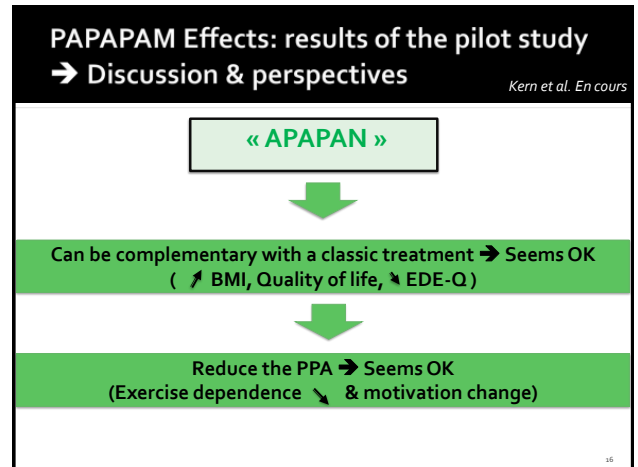 PAPAPAM Effects: results of the pilot study
➔ Discussion & perspectives
Kern et al. En cours
« APAPAN »
Can be complementary with a classic treatment ➔ Seems OK
( ➚ BMI, Quality of life, ➘ EDE-Q )
Reduce the PPA ➔ Seems OK
(Exercise dependence ➘ & motivation change)
16